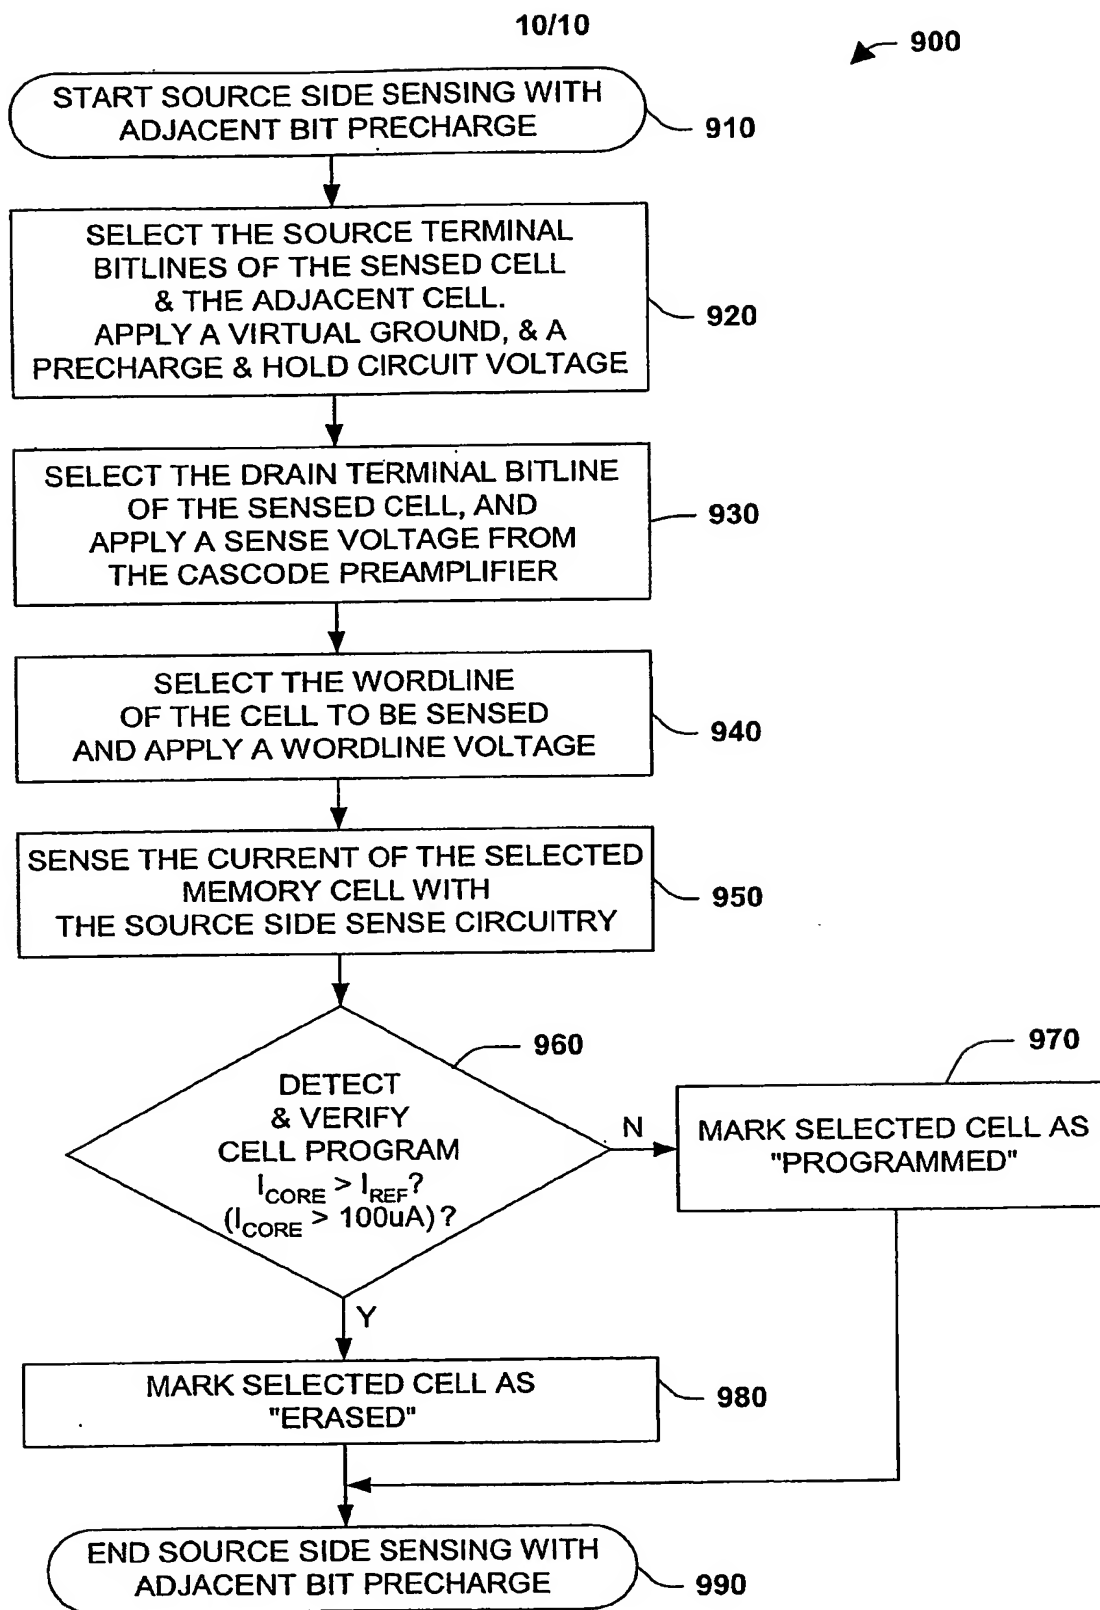 10/10
900
START SOURCE SIDE SENSING WITH
ADJACENT BIT PRECHARGE
910
SELECT THE SOURCE TERMINAL
BITLINES OF THE SENSED CELL
& THE ADJACENT CELL.
APPLY A VIRTUAL GROUND, & A
PRECHARGE & HOLD CIRCUIT VOLTAGE
920
SELECT THE DRAIN TERMINAL BITLINE
OF THE SENSED CELL, AND
APPLY A SENSE VOLTAGE FROM
THE CASCODE PREAMPLIFIER
930
SELECT THE WORDLINE
OF THE CELL TO BE SENSED
AND APPLY A WORDLINE VOLTAGE
940
SENSE THE CURRENT OF THE SELECTED
MEMORY CELL WITH
THE SOURCE SIDE SENSE CIRCUITRY
950
960
DETECT
& VERIFY
CELL PROGRAM
I_CORE > I_REF?
(I_CORE > 100uA)?
N
970
MARK SELECTED CELL AS
"PROGRAMMED"
Y
MARK SELECTED CELL AS
"ERASED"
980
END SOURCE SIDE SENSING WITH
ADJACENT BIT PRECHARGE
990